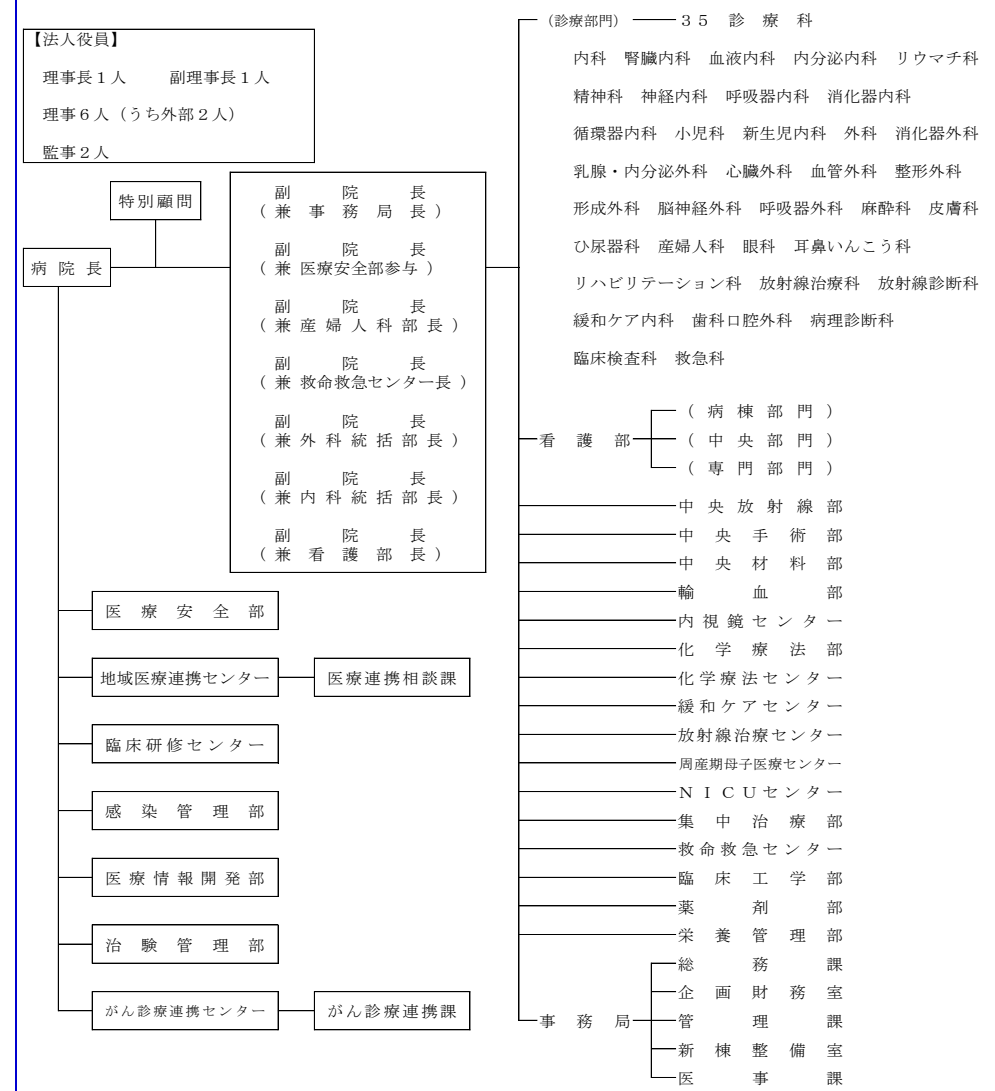 【法人役員】
理事長１人　　副理事長１人
理事６人（うち外部２人）
監事２人
特別顧問
病院長
副院長
（兼事務局長）
副院長
（兼医療安全部参与）
副院長
（兼産婦人科部長）
副院長
（兼救命救急センター長）
副院長
（兼外科統括部長）
副院長
（兼内科統括部長）
副院長
（兼看護部長）
医療安全部
地域医療連携センター
医療連携相談課
臨床研修センター
感染管理部
医療情報開発部
治験管理部
がん診療連携センター
がん診療連携課
（診療部門）　３５診療科
内科　腎臓内科　血液内科　内分泌内科　リウマチ科
精神科　神経内科　呼吸器内科　消化器内科
循環器内科　小児科　新生児内科　外科　消化器外科
乳腺・内分泌外科　心臓外科　血管外科　整形外科
形成外科　脳神経外科　呼吸器外科　麻酔科　皮膚科
ひ尿器科　産婦人科　眼科　耳鼻いんこう科
リハビリテーション科　放射線治療科　放射線診断科
緩和ケア内科　歯科口腔外科　病理診断科
臨床検査科　救急科
看護部
（病棟部門）
（中央部門）
（専門部門）
中央放射線部
中央手術部
中央材料部
輸血部
内視鏡センター
化学療法部
化学療法センター
緩和ケアセンター
放射線治療センター
周産期母子医療センター
ＮＩＣＵセンター
集中治療部
救命救急センター
臨床工学部
薬剤部
栄養管理部
事務局
総務課
企画財務室
管理課
新棟整備室
医事課